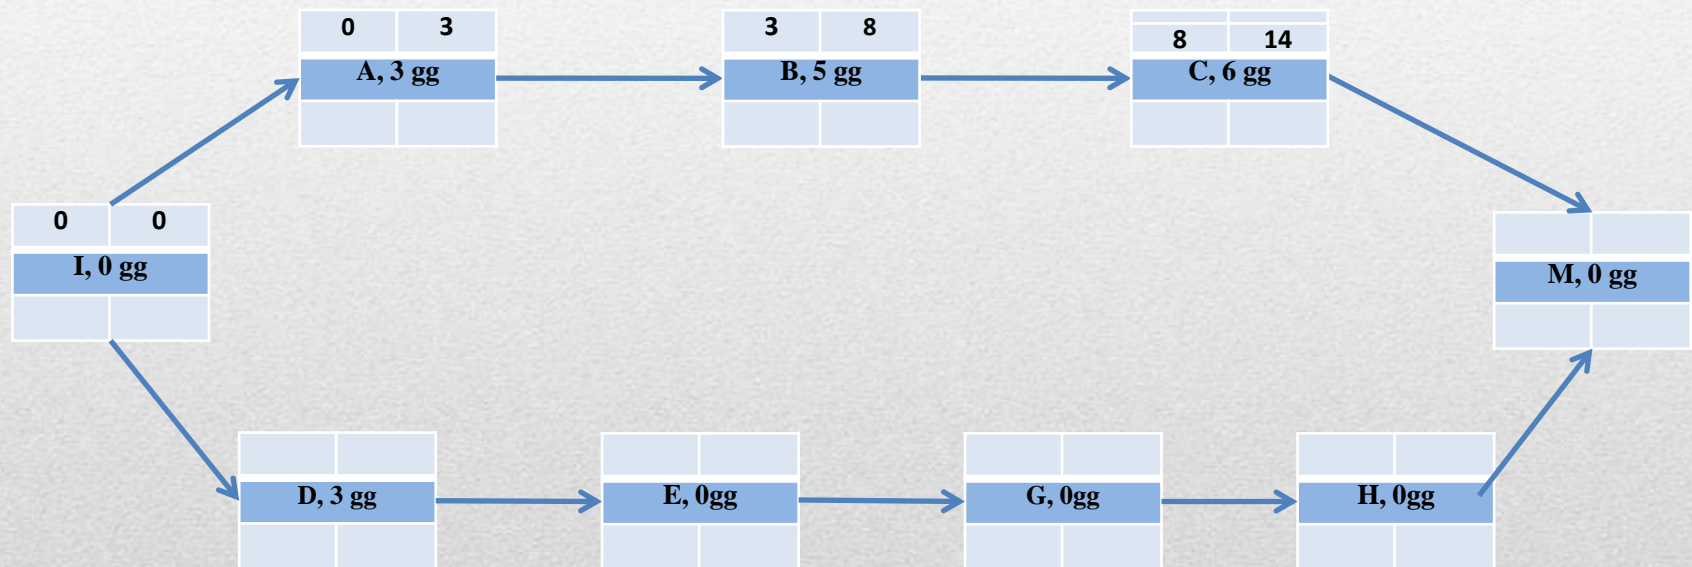 0 3
A, 3 gg
3 8
B, 5 gg
8 14
C, 6 gg
0 0
I, 0 gg
M, 0 gg
D, 3 gg
E, 0gg
G, 0gg
H, 0gg